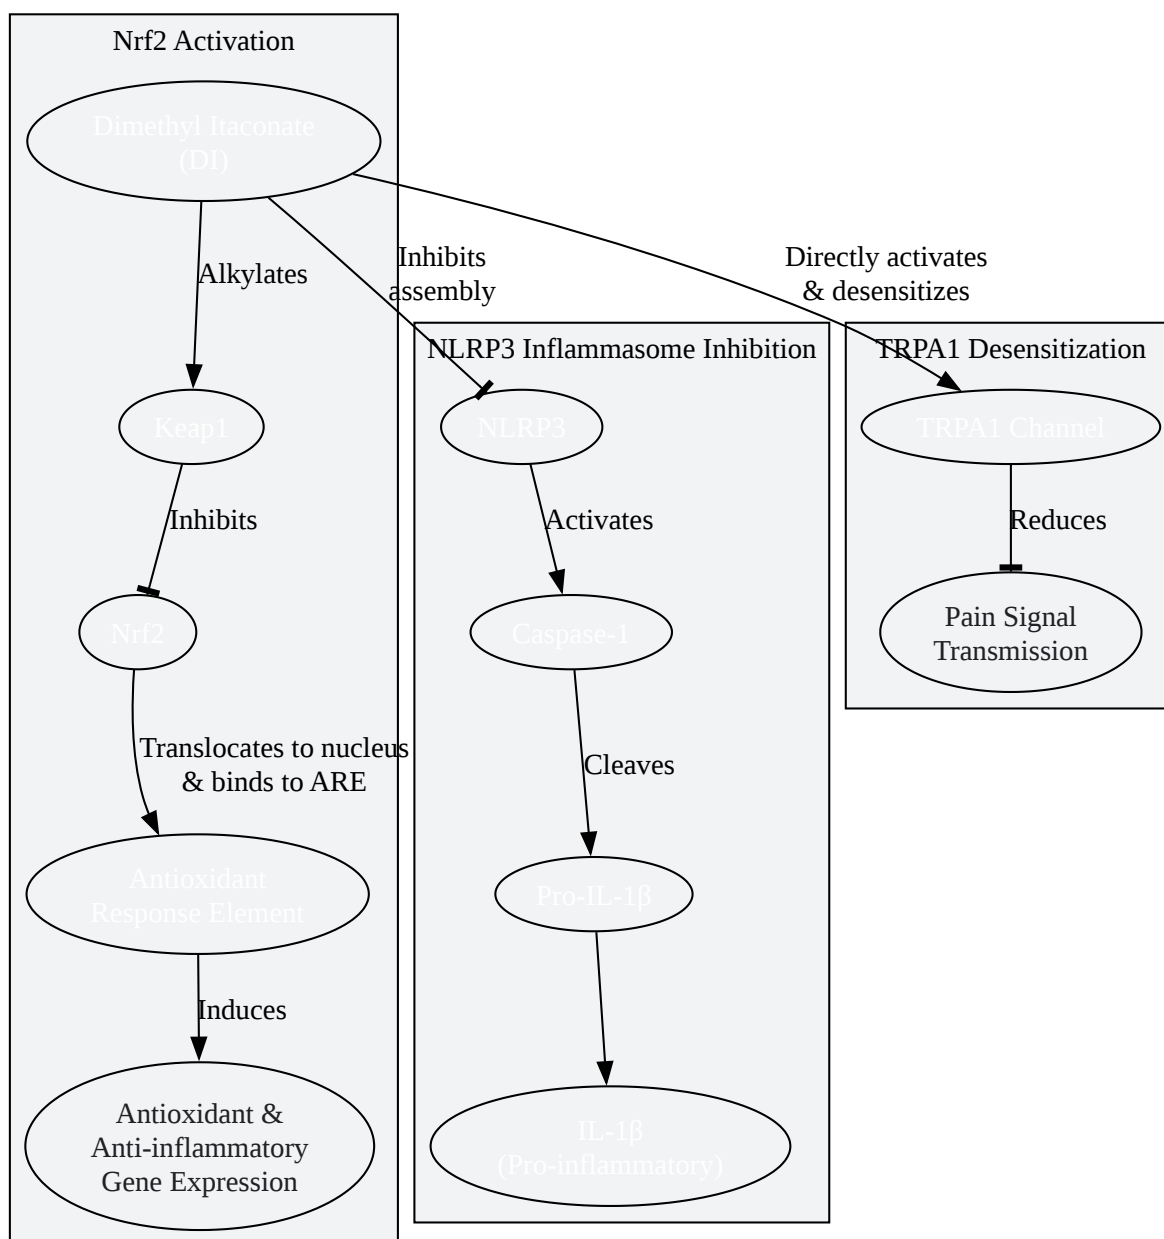 Nrf2 Activation
Dimethyl Itaconate
(DI)
Alkylates
Inhibits
assembly
Directly activates
& desensitizes
Keap1
Inhibits
Nrf2
Translocates to nucleus
& binds to ARE
Antioxidant
Response Element
Induces
Antioxidant &
Anti-inflammatory
Gene Expression
NLRP3 Inflammasome Inhibition
NLRP3
Activates
Caspase-1
Cleaves
Pro-IL-1β
IL-1β
(Pro-inflammatory)
TRPA1 Desensitization
TRPA1 Channel
Reduces
Pain Signal
Transmission